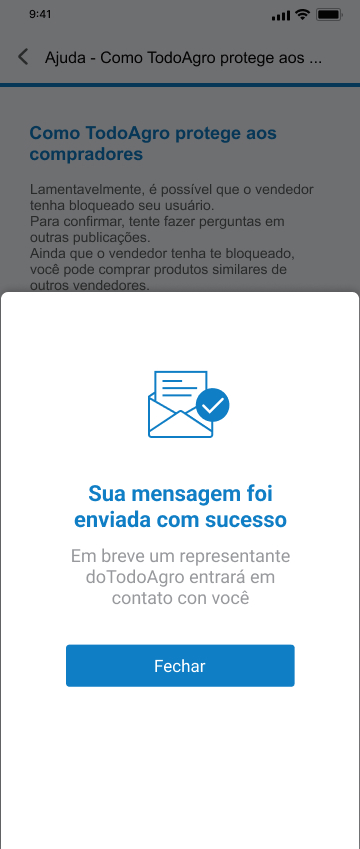 9:41
Ajuda - Como TodoAgro protege aos ...
Como TodoAgro protege aos
compradores
Lamentavelmente, é possível que o vendedor
tenha bloqueado seu usuário.
Para confirmar, tente fazer perguntas em
outras publicações.
Ainda que o vendedor tenha te bloqueado,
você pode comprar produtos similares de
outros vendedores.
Sua mensagem foi
enviada com sucesso
Em breve um representante
doTodoAgro entrará em
contato con você
Fechar